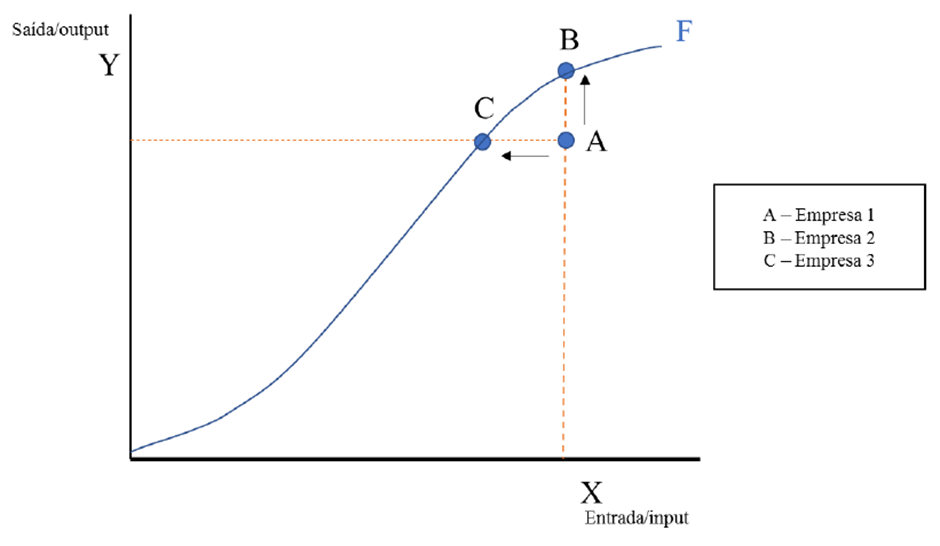 Saída/output
Y
F
B
C
A
A – Empresa 1
B – Empresa 2
C – Empresa 3
X
Entrada/input